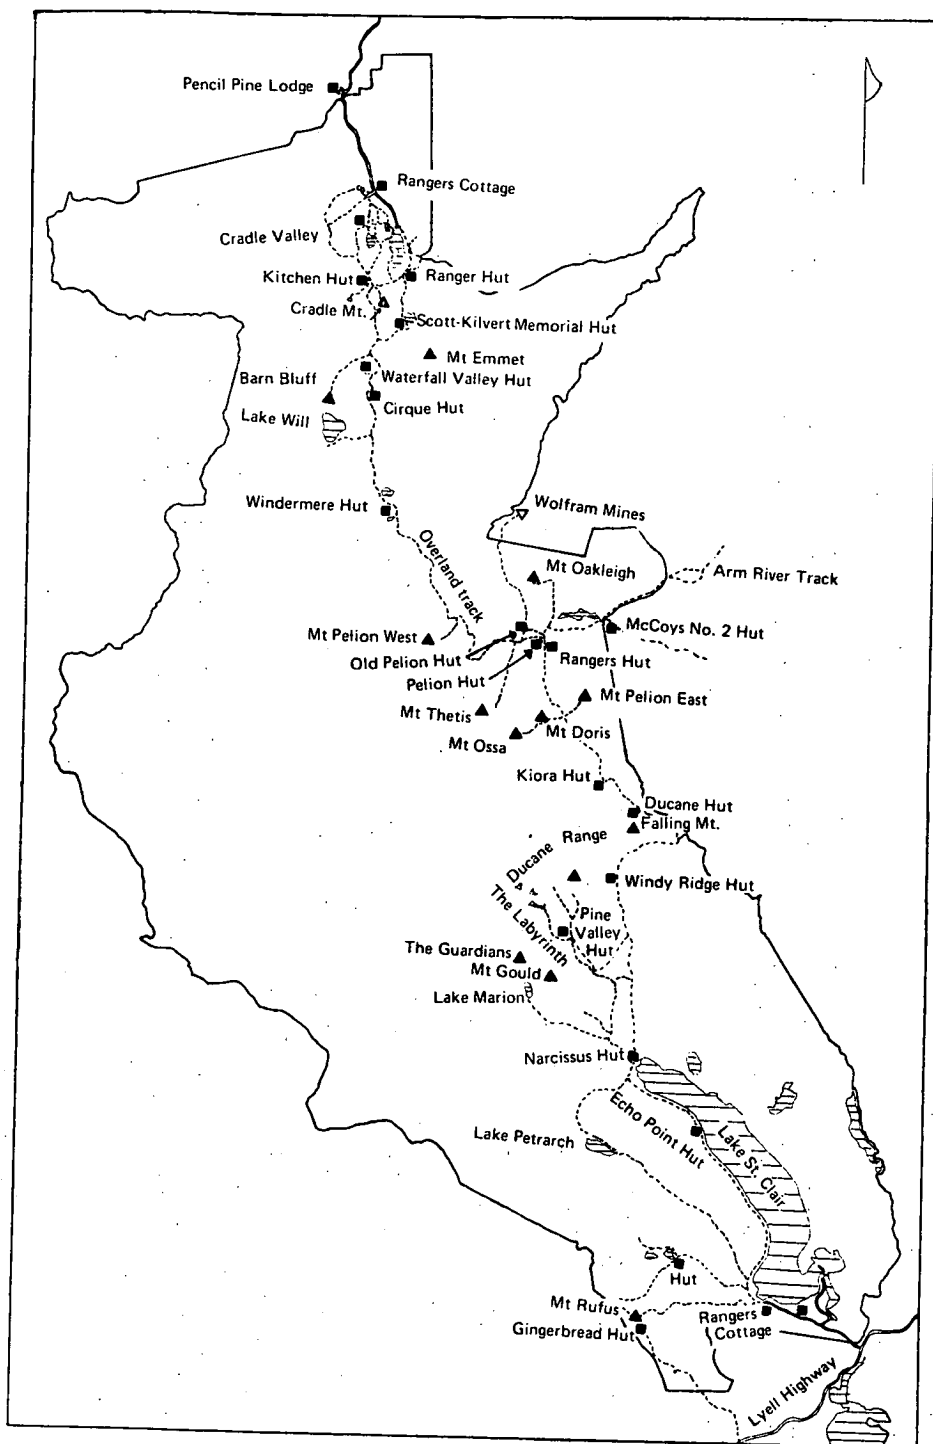 Pencil Pine Lodge
Rangers Cottage
Cradle Valley
Kitchen Hut
Ranger Hut
Cradle Mt.
Scott-Kilvert Memorial Hut
Mt Emmet
Barn Bluff
Waterfall Valley Hut
Cirque Hut
Lake Will
Windermere Hut
Wolfram Mines
Overland track
Mt Oakleigh
Arm River Track
McCoys No. 2 Hut
Mt Pelion West
Old Pelion Hut
Rangers Hut
Pelion Hut
Mt Pelion East
Mt Thetis
Mt Doris
Mt Ossa
Kiora Hut
Ducane Hut
Falling Mt.
Ducane Range
Windy Ridge Hut
The Labyrinth
Pine
Valley
Hut
The Guardians
Mt Gould
Lake Marion
Narcissus Hut
Echo Point Hut
Lake St. Clair
Lake Petrarch
Hut
Mt Rufus
Gingerbread Hut
Rangers
Cottage
Lyell Highway